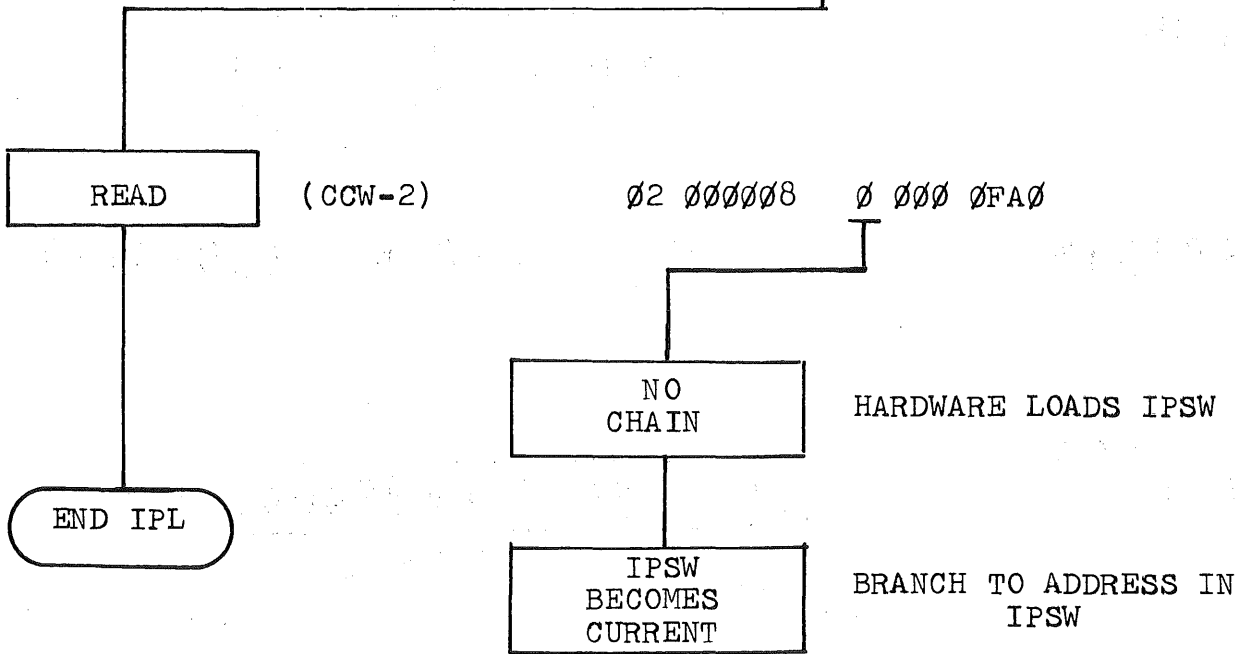 READ (CCW-2) Ø2 ØØØØØ8 Ø ØØØ ØFAØ
NO
CHAIN
HARDWARE LOADS IPSW
END IPL
IPSW
BECOMES
CURRENT
BRANCH TO ADDRESS IN
IPSW